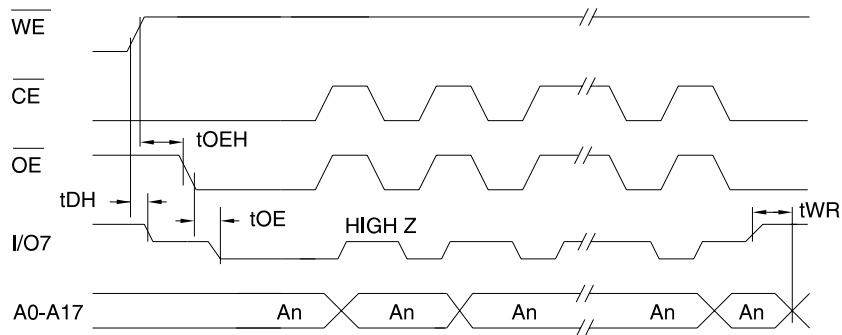 WE
CE
tOEH
OE
tDH
tOE
HIGH Z
tWR
I/O7
A0-A17
An An An An An